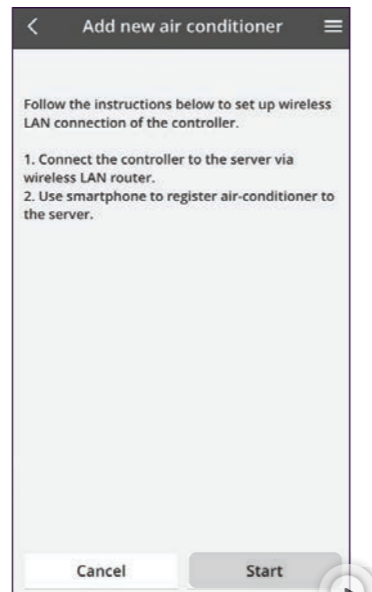 Add new air conditioner
Follow the instructions below to set up wireless
LAN connection of the controller.
1. Connect the controller to the server via
wireless LAN router.
2. Use smartphone to register air-conditioner to
the server.
Cancel Start